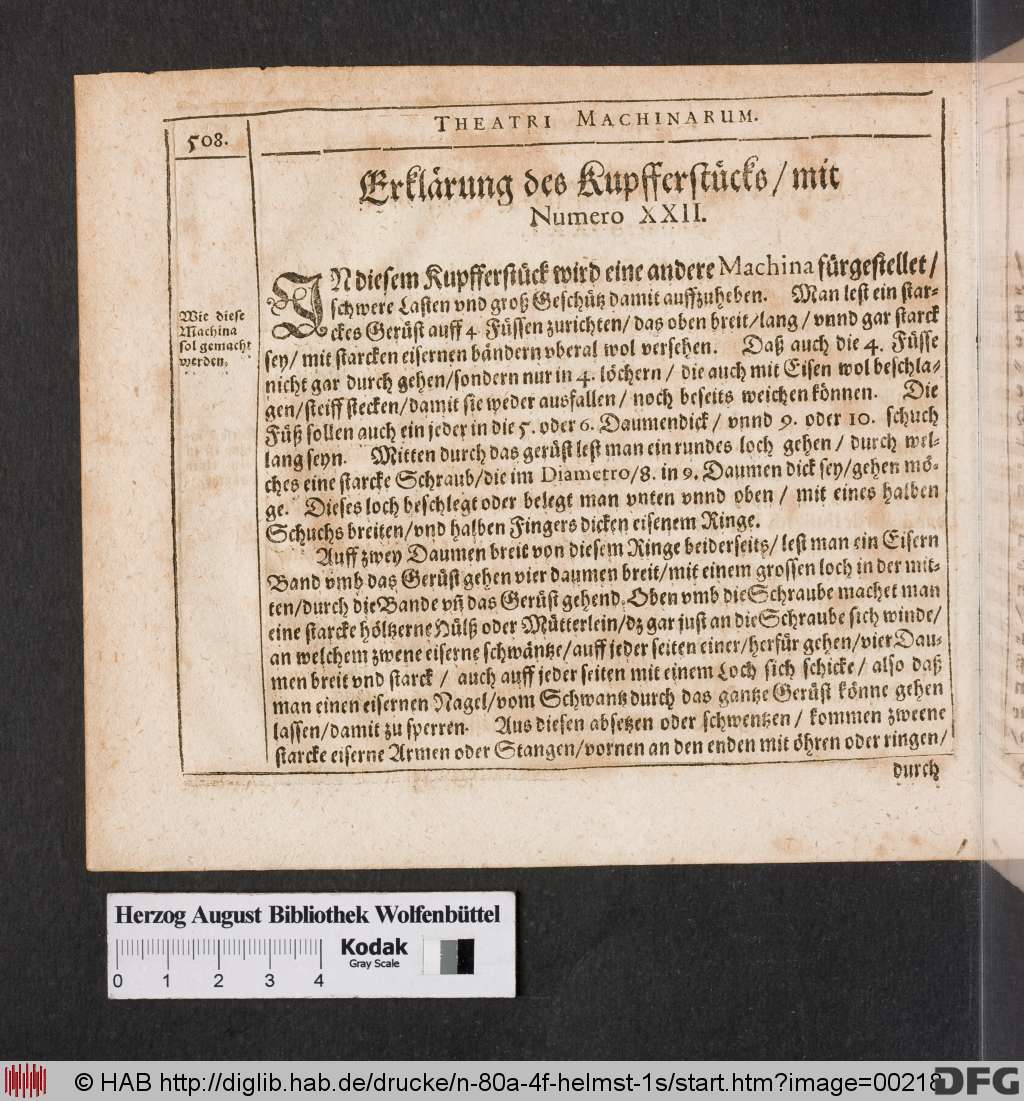 508.
THEATRI MACHINARUM.
Erklärung des Kupfferstücks/mit
Numero XXII.
Wie diese
Machina
sol gemacht
werden.
IN diesem Kupfferstück wird eine andere Machina fürgestellet/
schwere Lasten vnd groß Geschütz damit auffzuheben. Man lest ein star-
ckes Gerüst auff 4 Füssen zurichten/das oben breit/lang/vnnd gar starck
sey/mit starcken eisernen bändern vberal wol versehen. Daß auch die 4. Füsse
nicht gar durch gehen/sondern nur in 4. löchern/die auch mit Eisen wol beschla-
gen/steiff stecken/damit sie weder ausfallen/noch beseits weichen können. Die
Füß sollen auch ein jeder in die 5. oder 6. Daumendick/vnnd 9. oder 10. schuch
lang seyn. Mitten durch das gerüst lest man ein rundes loch gehen/durch wel-
ches eine starcke Schraub/die im Diametro/8. in 9. Daumen dick sey/gehen mö-
ge. Dieses loch beschlegt oder belegt man vnten vnnd oben/mit eines halben
Schuchs breiten/vnd halben Fingers dicken eisenem Ringe.
Auff zwey Daumen breit von diesem Ringe beiderseits/lest man ein Eisern
Band vmb das Gerüst gehen vier daumen breit/mit einem grossen loch in der mit-
ten/durch die Bande vñ das Gerüst gehend. Oben vmb die Schraube machet man
eine starcke höltzerne Hülß oder Mütterlein/dz gar just an die Schraube sich winde/
an welchem zwene eiserne schwäntze/auff jeder seiten einer/herfür gehen/vier Dau-
men breit vnd starck/auch auff jeder seiten mit einem Loch sich schicke/also daß
man einen eisernen Nagel/vom Schwantz durch das gantze Gerüst könne gehen
lassen/damit zu sperren. Aus diesen absetzen oder schwentzen/kommen zweene
starcke eiserne Armen oder Stangen/vornen an den enden mit öhren oder ringen/
durch
Herzog August Bibliothek Wolfenbüttel
Kodak
Gray Scale
0 1 2 3 4
© HAB http://diglib.hab.de/drucke/n-80a-4f-helmst-1s/start.htm?image=00218
DFG